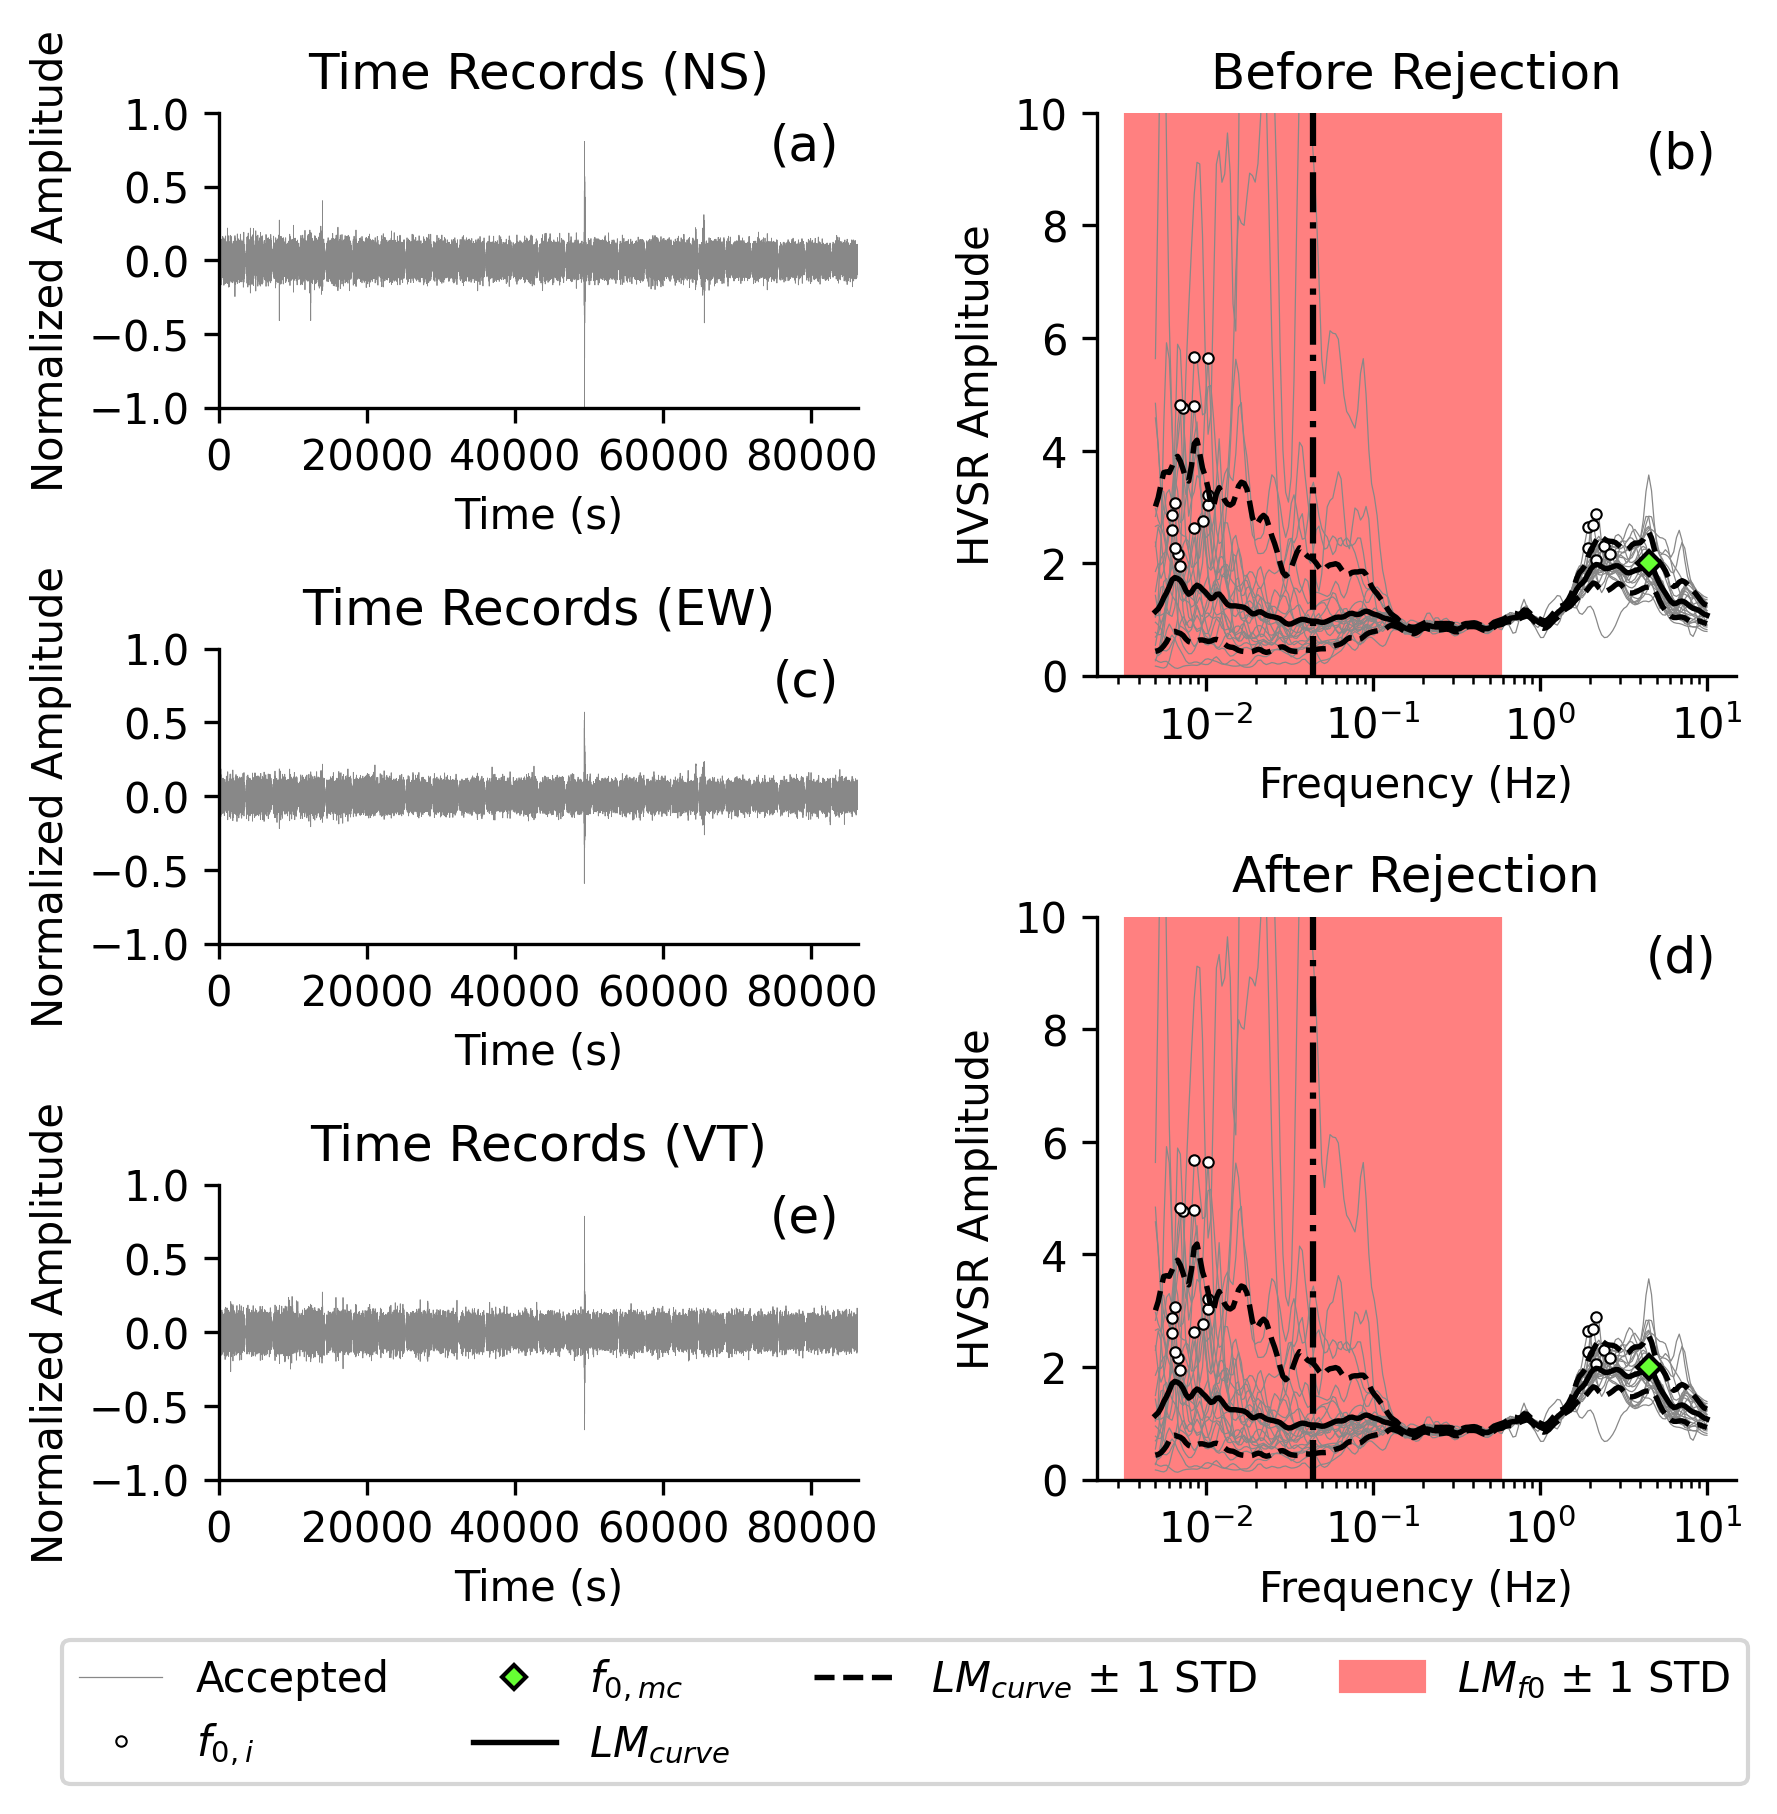 Time Records (NS)
Normalized Amplitude
1.0
0.5
0.0
−0.5
−1.0
(a)
0 20000 40000 60000 80000
Time (s)
Before Rejection
HVSR Amplitude
10
8
6
4
2
0
(b)
10⁻² 10⁻¹ 10⁰ 10¹
Frequency (Hz)
Time Records (EW)
Normalized Amplitude
1.0
0.5
0.0
−0.5
−1.0
(c)
0 20000 40000 60000 80000
Time (s)
After Rejection
HVSR Amplitude
10
8
6
4
2
0
(d)
10⁻² 10⁻¹ 10⁰ 10¹
Frequency (Hz)
Time Records (VT)
Normalized Amplitude
1.0
0.5
0.0
−0.5
−1.0
(e)
0 20000 40000 60000 80000
Time (s)
Accepted
f0,i
f0,mc
LMcurve
LMcurve ± 1 STD
LMf0 ± 1 STD